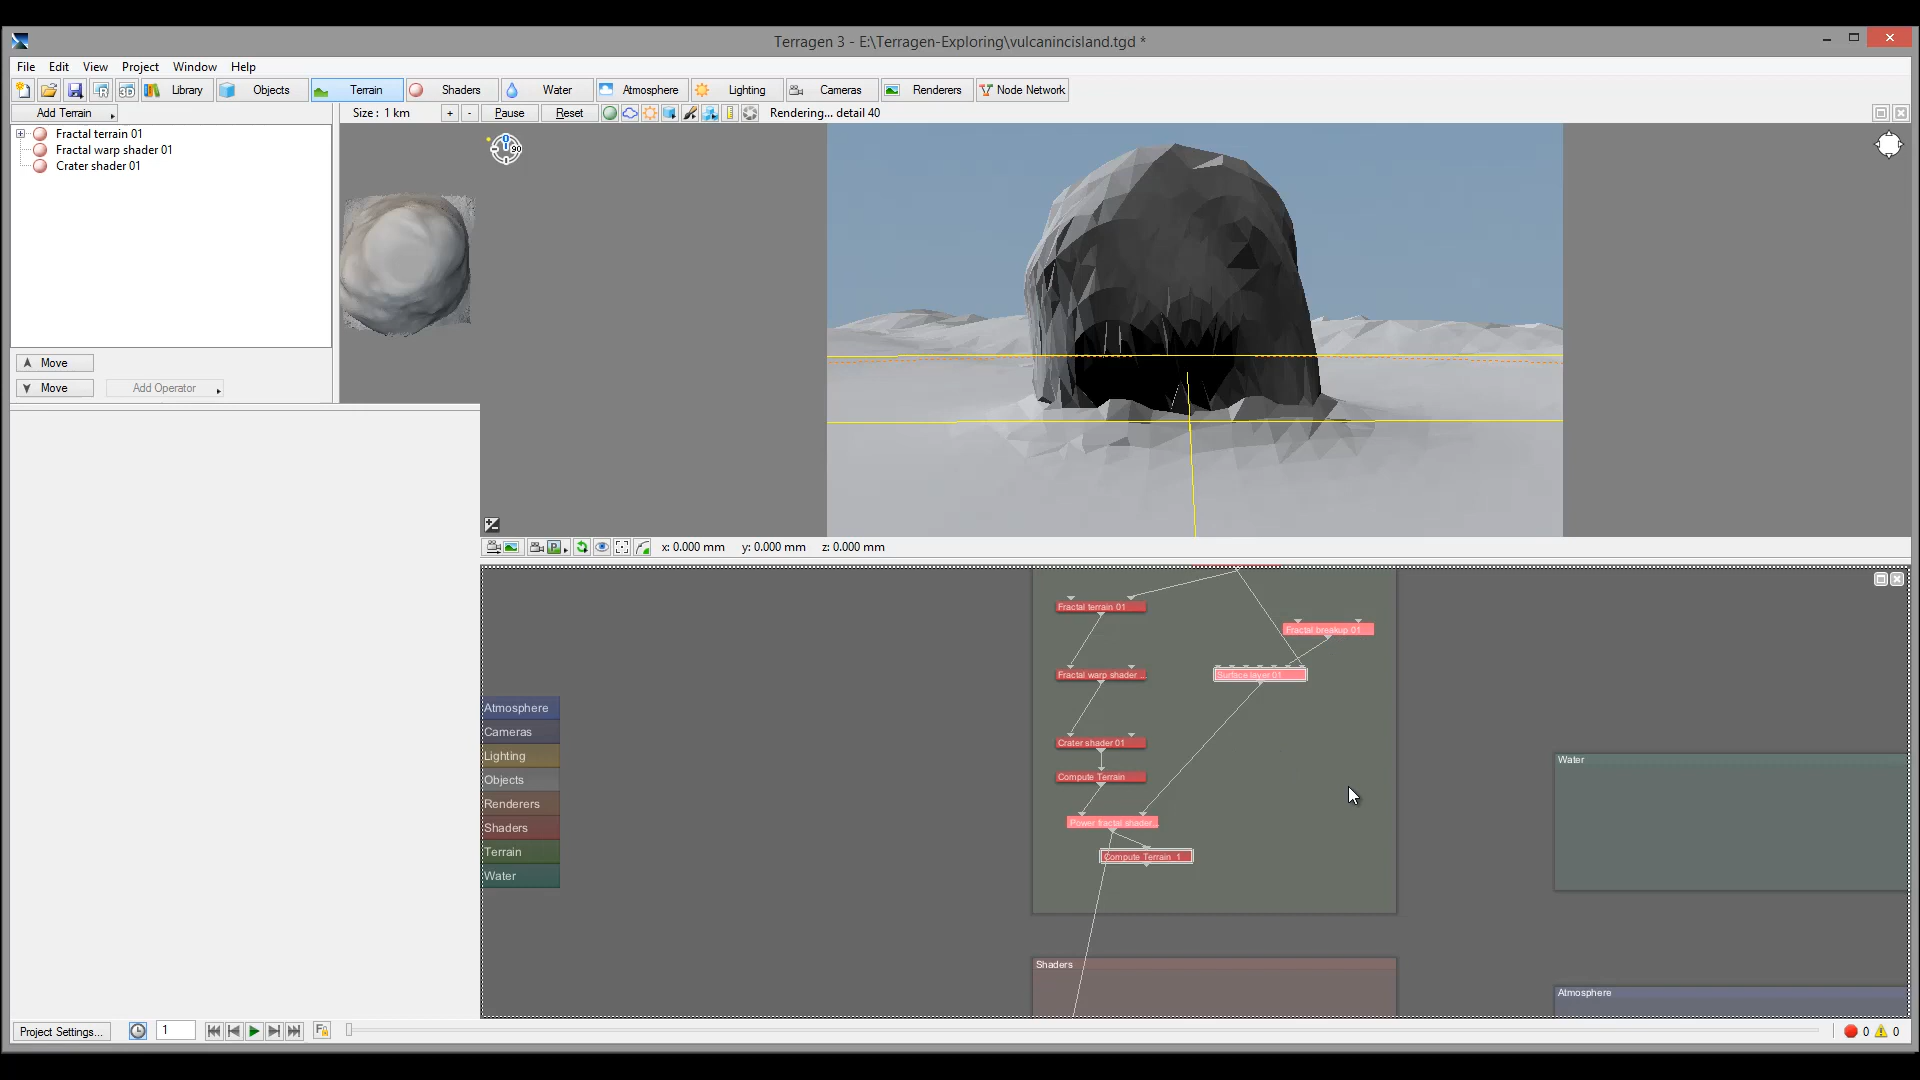 Terragen 3 - E:\Terragen-Exploring\vulcanincisland.tgd *
File Edit View Project Window Help
Library Objects Terrain Shaders Water Atmosphere Lighting Cameras Renderers Node Network
Add Terrain Size : 1 km + - Pause Reset Rendering... detail 40
Fractal terrain 01
Fractal warp shader 01
Crater shader 01
90
Move
Move Add Operator
x: 0.000 mm y: 0.000 mm z: 0.000 mm
Fractal terrain 01
Fractal breakup 01
Fractal warp shader ...
Surface layer 01
Crater shader 01
Compute Terrain
Power fractal shader...
Compute Terrain_1
Atmosphere
Cameras
Lighting
Objects
Renderers
Shaders
Terrain
Water
Water
Shaders
Atmosphere
Project Settings... 1 0 0